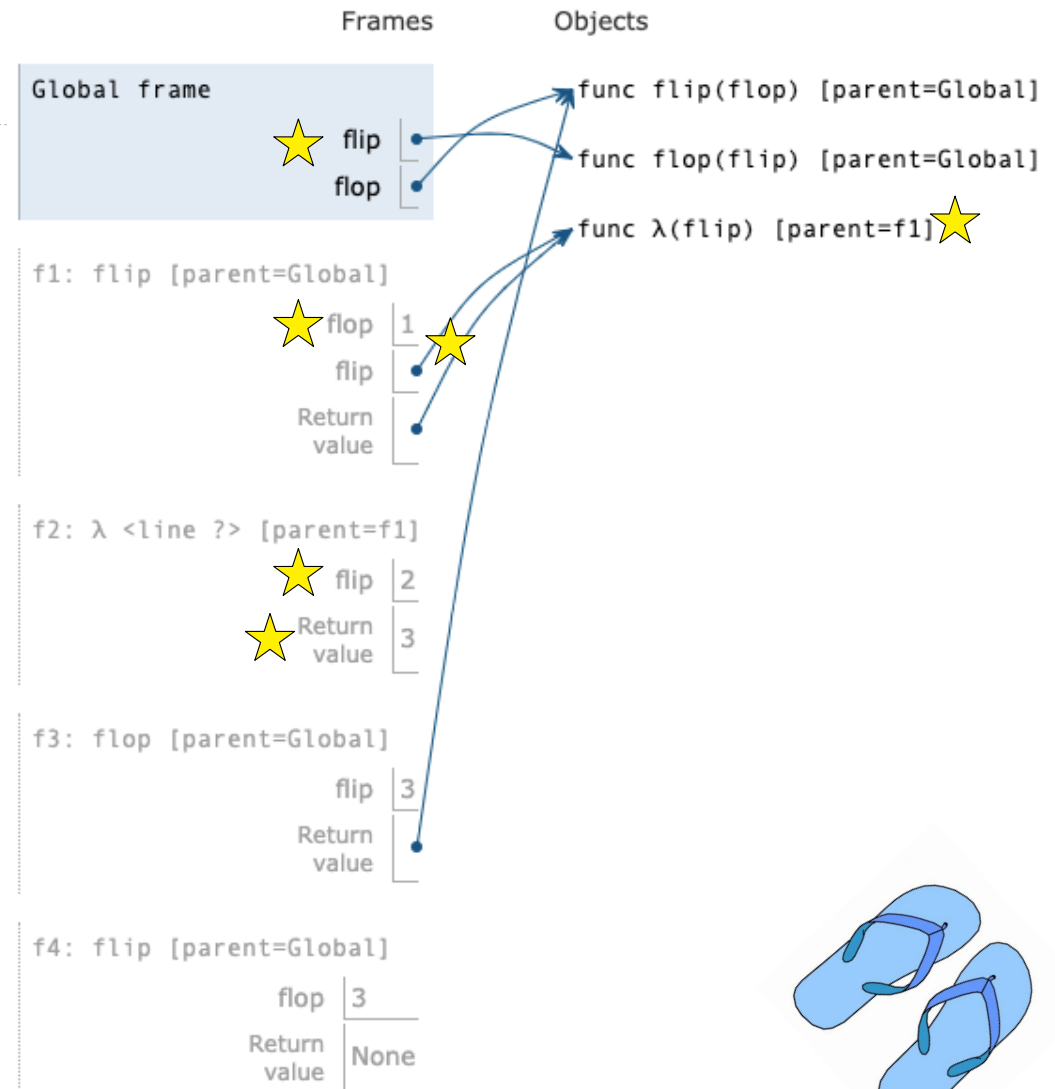 Frames Objects
Global frame
flip
flop
func flip(flop) [parent=Global]
func flop(flip) [parent=Global]
func λ(flip) [parent=f1]
f1: flip [parent=Global]
flop 1
flip
Return
value
f2: λ <line ?> [parent=f1]
flip 2
Return
value 3
f3: flop [parent=Global]
flip 3
Return
value
f4: flip [parent=Global]
flop 3
Return
value None